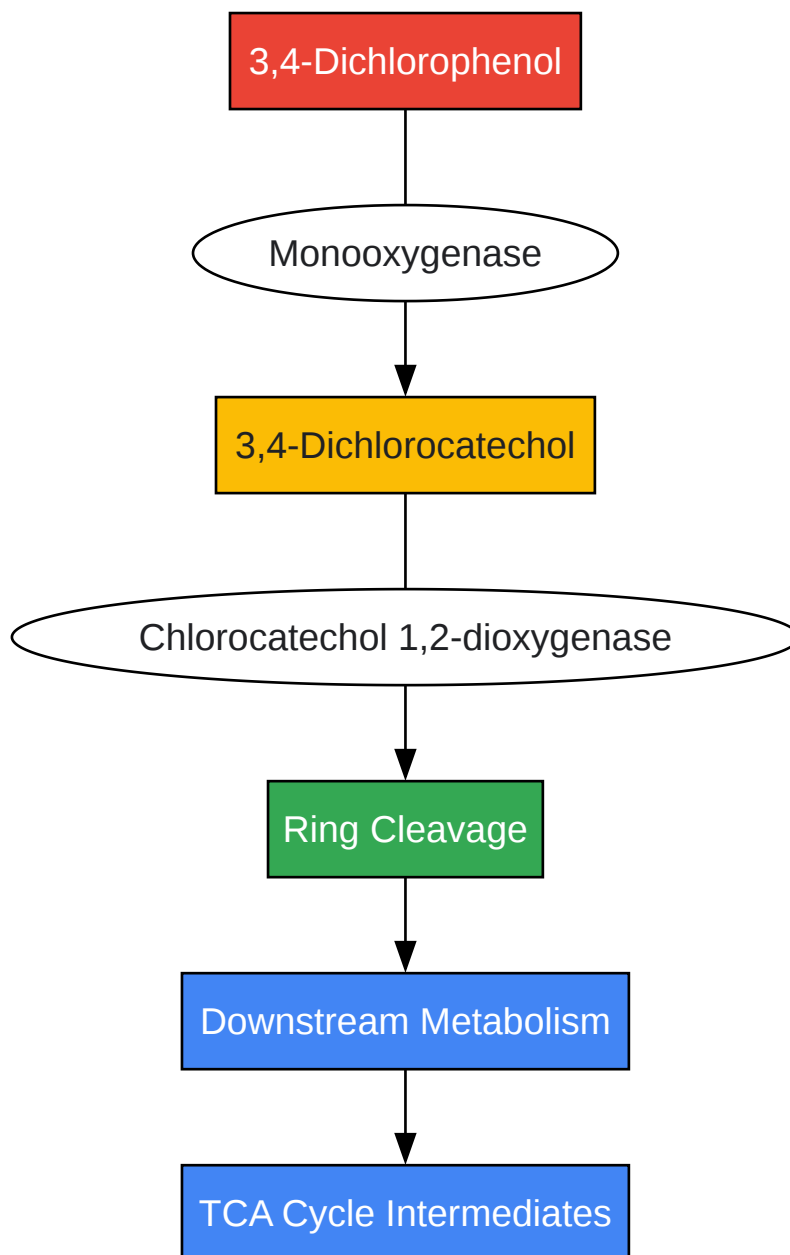 3,4-Dichlorophenol
Monooxygenase
3,4-Dichlorocatechol
Chlorocatechol 1,2-dioxygenase
Ring Cleavage
Downstream Metabolism
TCA Cycle Intermediates